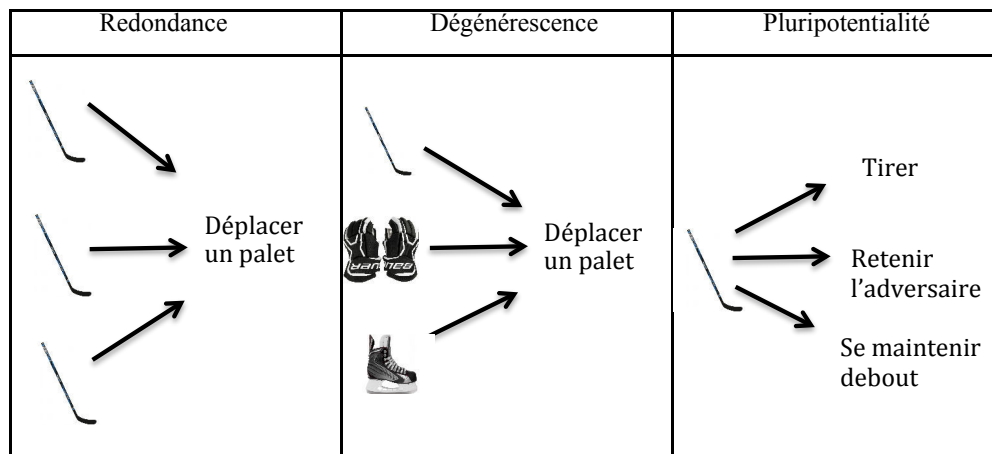 Redondance
Dégénérescence
Pluripotentialité
Déplacer
un palet
Déplacer
un palet
Tirer
Retenir
l’adversaire
Se maintenir
debout